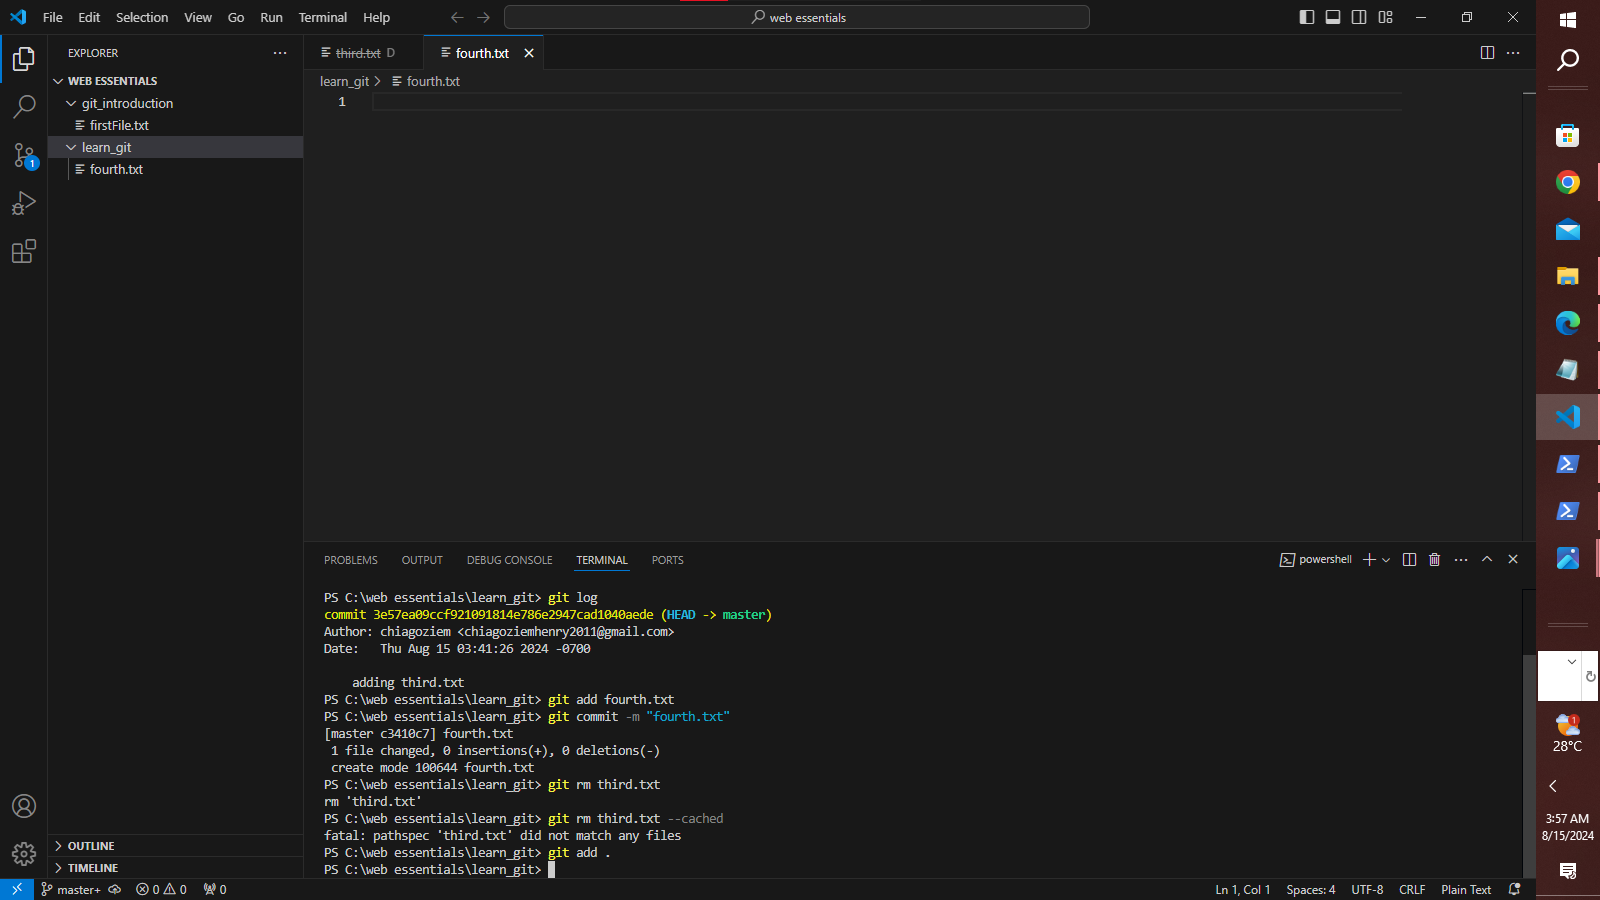 File Edit Selection View Go Run Terminal Help
web essentials
EXPLORER
WEB ESSENTIALS
git_introduction
firstFile.txt
learn_git
fourth.txt
1
OUTLINE
TIMELINE
third.txt D
fourth.txt
learn_git > fourth.txt
1
PROBLEMS OUTPUT DEBUG CONSOLE TERMINAL PORTS
powershell
PS C:\web essentials\learn_git> git log
commit 3e57ea09ccf921091814e786e2947cad1040aede (HEAD -> master)
Author: chiagoziem <chiagoziemhenry2011@gmail.com>
Date:   Thu Aug 15 03:41:26 2024 -0700
adding third.txt
PS C:\web essentials\learn_git> git add fourth.txt
PS C:\web essentials\learn_git> git commit -m "fourth.txt"
[master c3410c7] fourth.txt
1 file changed, 0 insertions(+), 0 deletions(-)
create mode 100644 fourth.txt
PS C:\web essentials\learn_git> git rm third.txt
rm 'third.txt'
PS C:\web essentials\learn_git> git rm third.txt --cached
fatal: pathspec 'third.txt' did not match any files
PS C:\web essentials\learn_git> git add .
PS C:\web essentials\learn_git>
master+ 0 0 0
Ln 1, Col 1 Spaces: 4 UTF-8 CRLF Plain Text
1
28°C
3:57 AM
8/15/2024